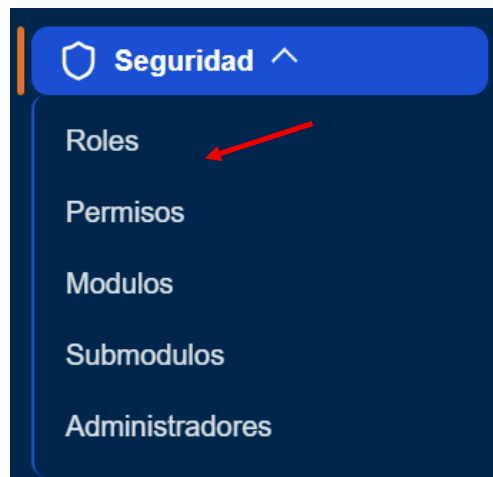 Seguridad
Roles
Permisos
Modulos
Submodulos
Administradores